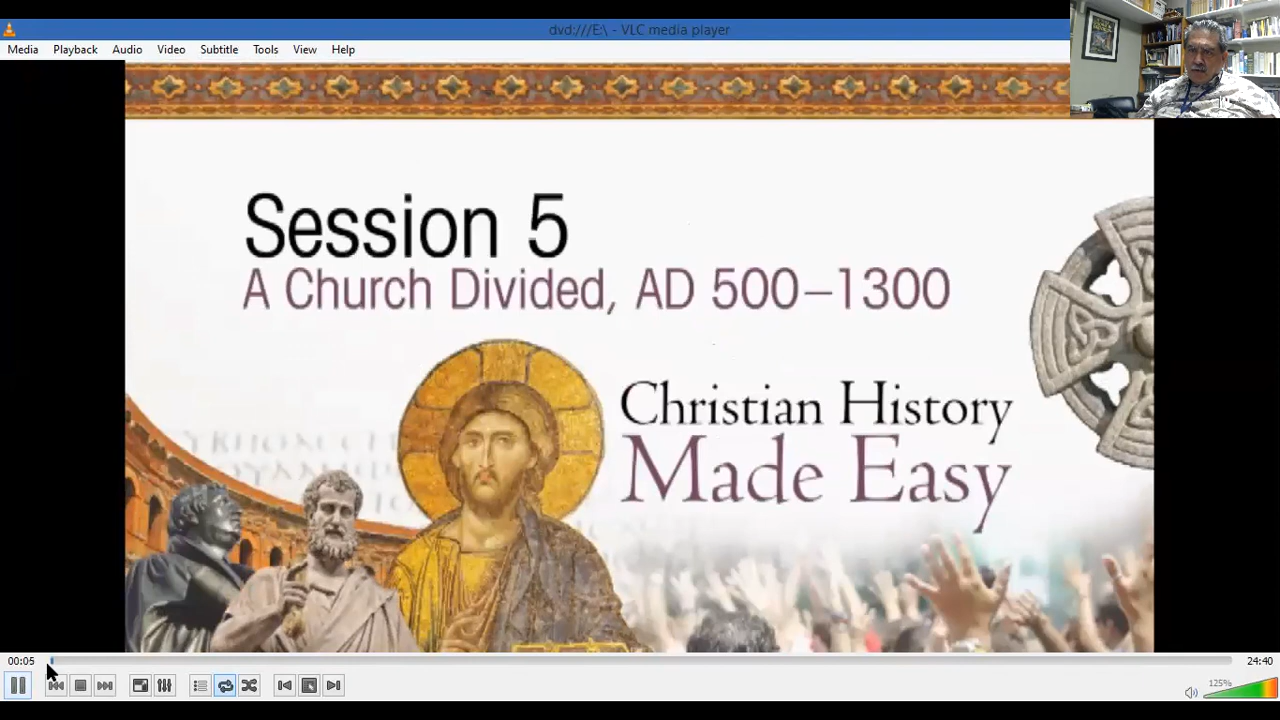 dvd:///E:\ - VLC media player
Media Playback Audio Video Subtitle Tools View Help
Session 5
A Church Divided, AD 500–1300
Christian History
Made Easy
00:05
24:40
125%